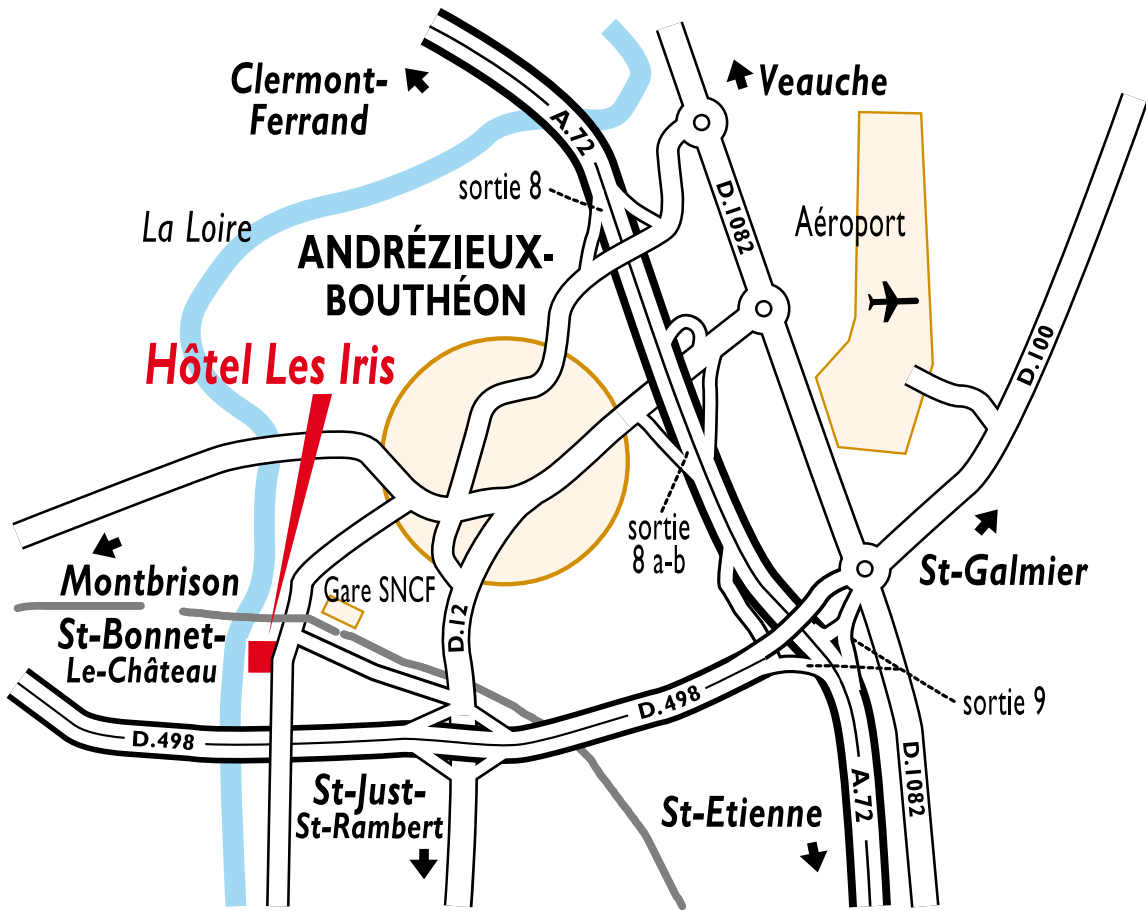 Clermont-
Ferrand
Veauche
A.72
sortie 8
D.1082
La Loire
Aéroport
ANDRÉZIEUX-
BOUTHÉON
Hôtel Les Iris
D.100
sortie
8 a-b
St-Galmier
Montbrison
Gare SNCF
St-Bonnet-
Le-Château
D.12
sortie 9
D.498
D.498
D.1082
A.72
St-Just-
St-Rambert
St-Etienne